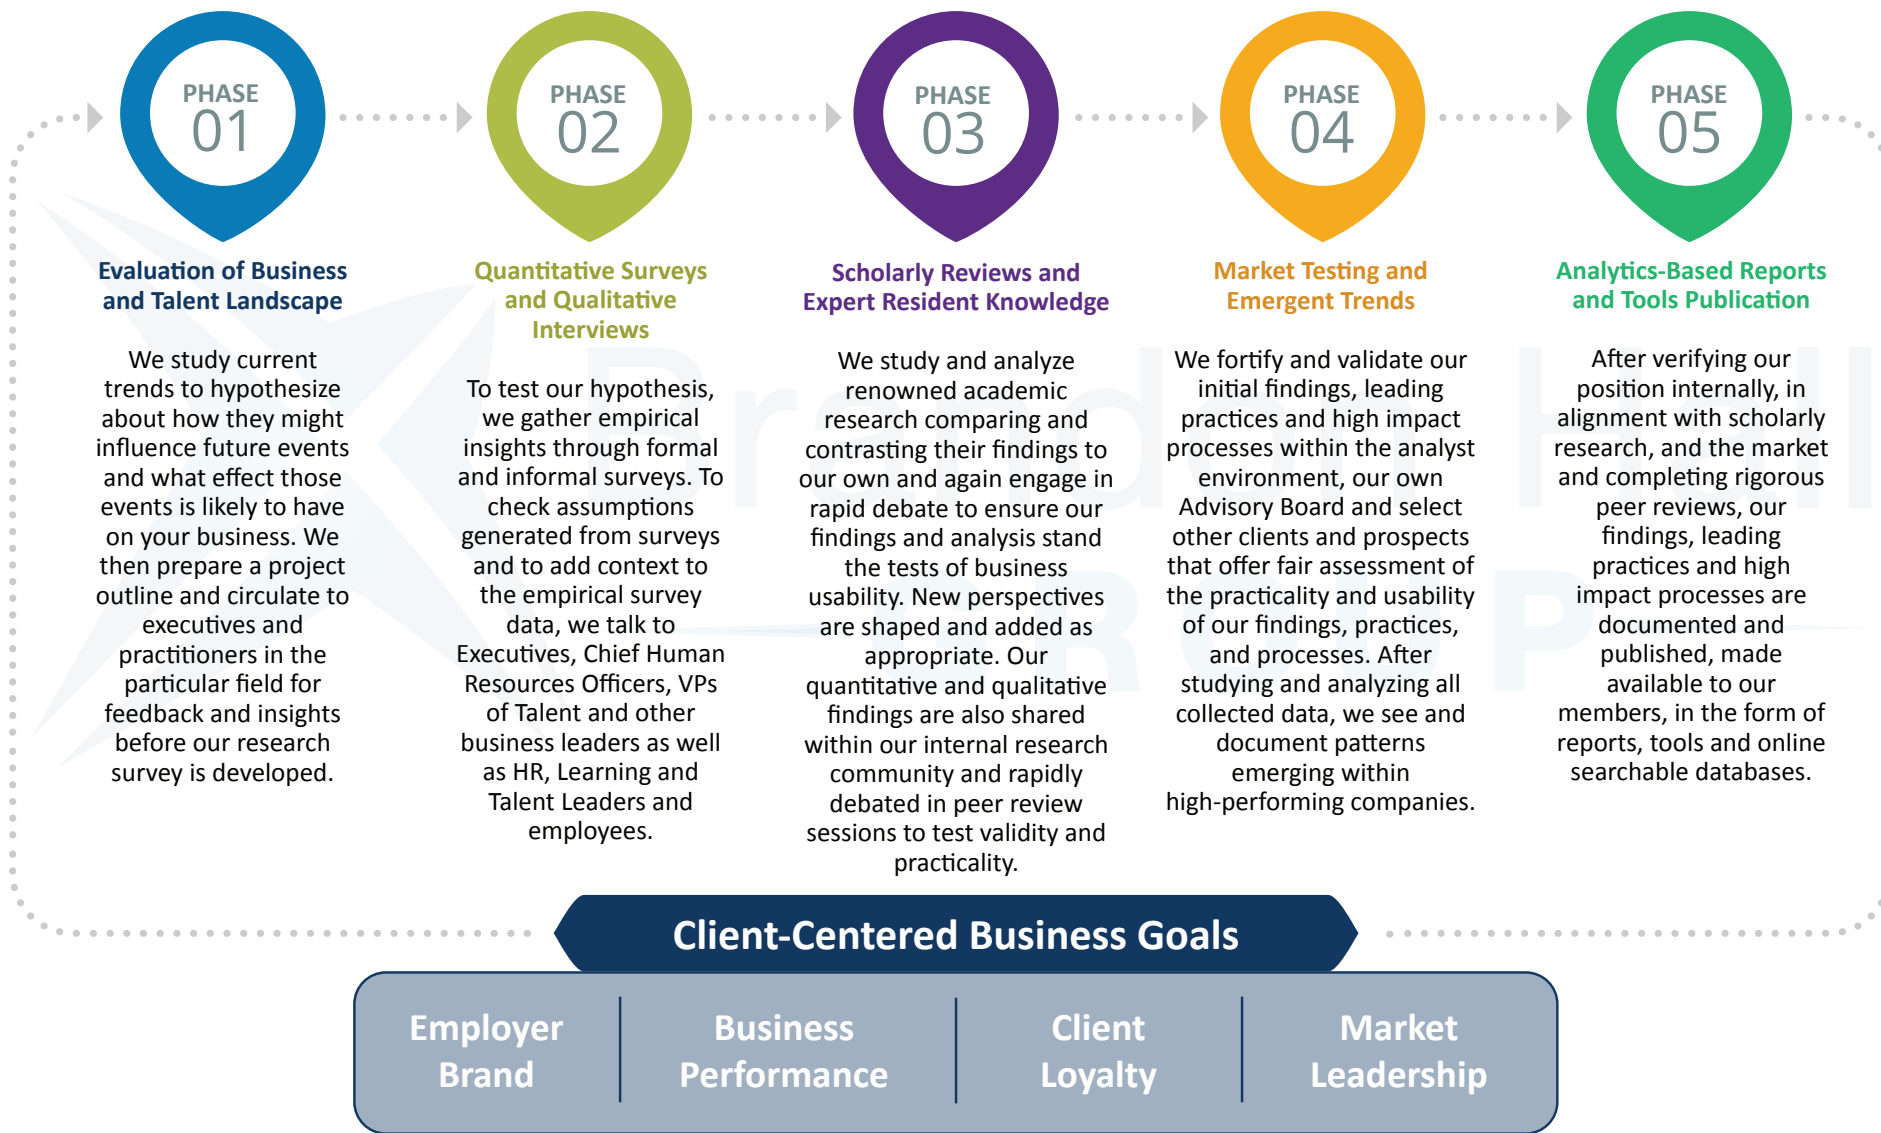 PHASE
01
Evaluation of Business
and Talent Landscape
We study current
trends to hypothesize
about how they might
influence future events
and what effect those
events is likely to have
on your business. We
then prepare a project
outline and circulate to
executives and
practitioners in the
particular field for
feedback and insights
before our research
survey is developed.
PHASE
02
Quantitative Surveys
and Qualitative
Interviews
To test our hypothesis,
we gather empirical
insights through formal
and informal surveys. To
check assumptions
generated from surveys
and to add context to
the empirical survey
data, we talk to
Executives, Chief Human
Resources Officers, VPs
of Talent and other
business leaders as well
as HR, Learning and
Talent Leaders and
employees.
PHASE
03
Scholarly Reviews and
Expert Resident Knowledge
We study and analyze
renowned academic
research comparing and
contrasting their findings to
our own and again engage in
rapid debate to ensure our
findings and analysis stand
the tests of business
usability. New perspectives
are shaped and added as
appropriate. Our
quantitative and qualitative
findings are also shared
within our internal research
community and rapidly
debated in peer review
sessions to test validity and
practicality.
PHASE
04
Market Testing and
Emergent Trends
We fortify and validate our
initial findings, leading
practices and high impact
processes within the analyst
environment, our own
Advisory Board and select
other clients and prospects
that offer fair assessment of
the practicality and usability
of our findings, practices,
and processes. After
studying and analyzing all
collected data, we see and
document patterns
emerging within
high-performing companies.
PHASE
05
Analytics-Based Reports
and Tools Publication
After verifying our
position internally, in
alignment with scholarly
research, and the market
and completing rigorous
peer reviews, our
findings, leading
practices and high
impact processes are
documented and
published, made
available to our
members, in the form of
reports, tools and online
searchable databases.
Brandon Hall
GROUP
Client-Centered Business Goals
Employer
Brand
Business
Performance
Client
Loyalty
Market
Leadership